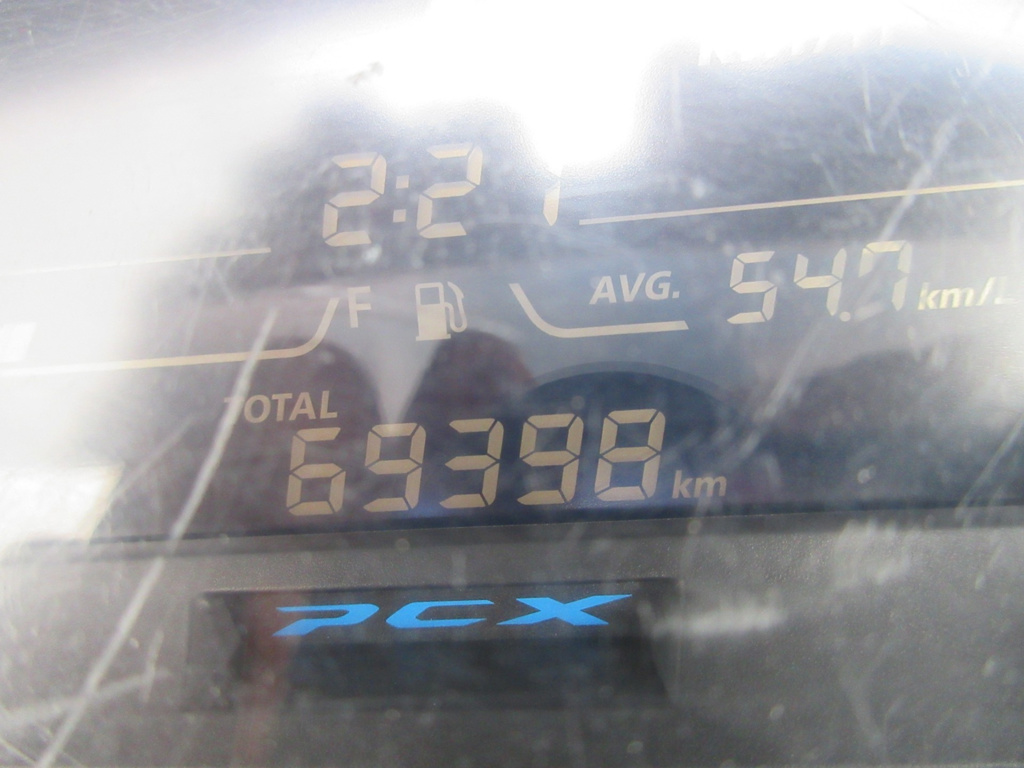 2:21
F AVG. 54.7 km/L
TOTAL
69398 km
PCX